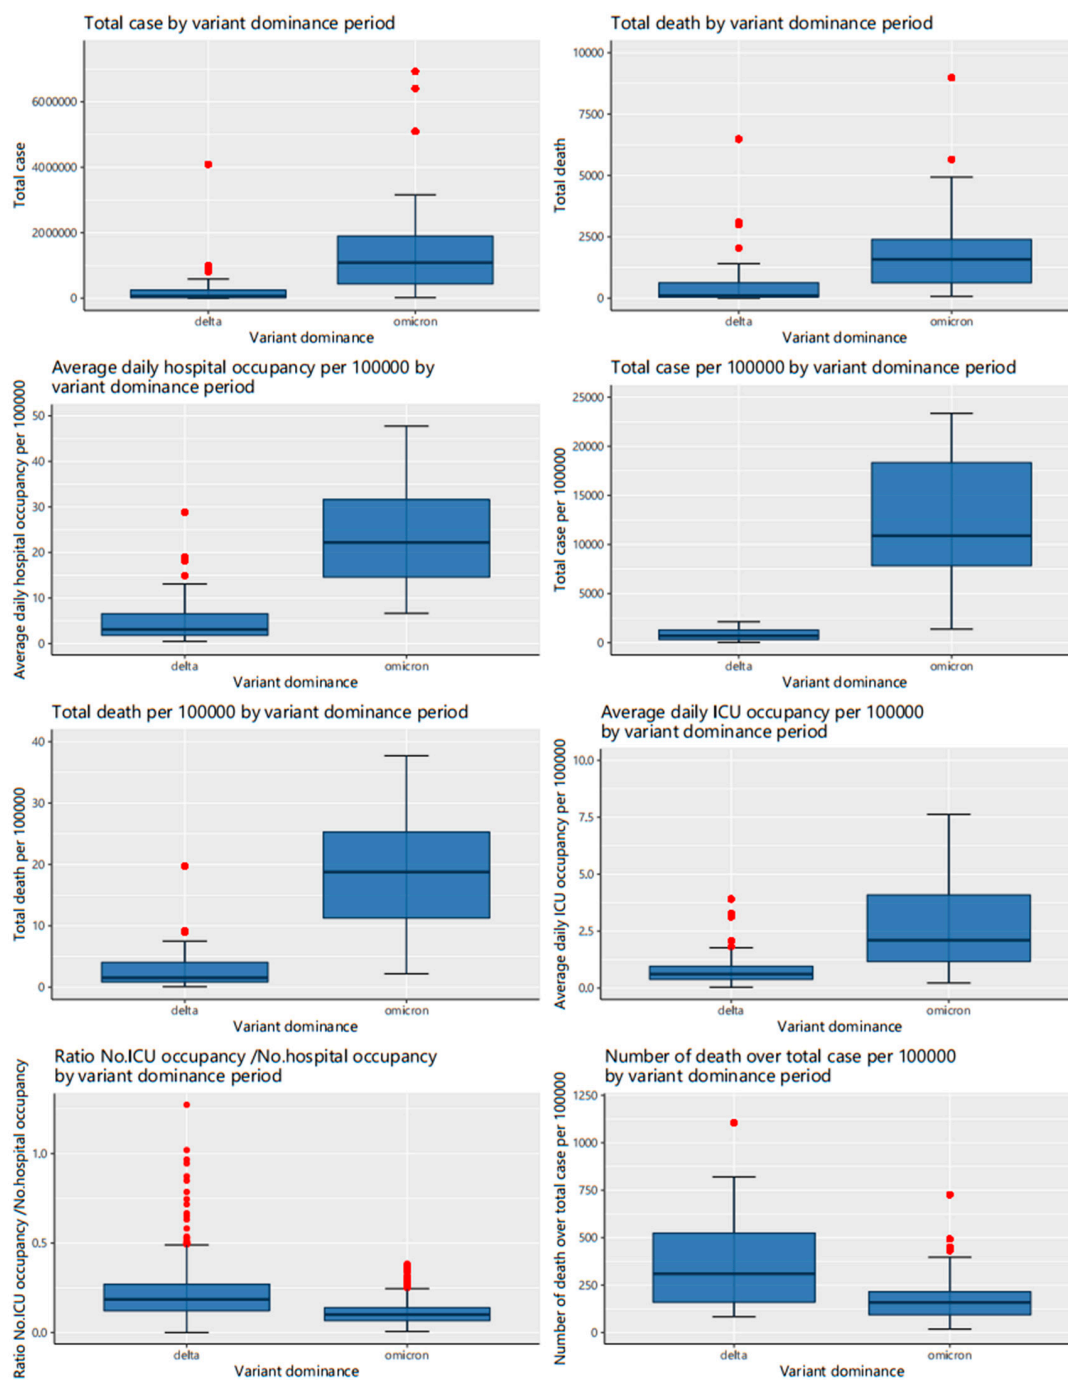 Total case by variant dominance period
Total case
6000000
4000000
2000000
0
delta
omicron
Variant dominance
Total death by variant dominance period
Total death
10000
7500
5000
2500
0
delta
omicron
Variant dominance
Average daily hospital occupancy per 100000 by
variant dominance period
Average daily hospital occupancy per 100000
50
40
30
20
10
0
delta
omicron
Variant dominance
Total case per 100000 by variant dominance period
Total case per 100000
25000
20000
15000
10000
5000
0
delta
omicron
Variant dominance
Total death per 100000 by variant dominance period
Total death per 100000
40
30
20
10
0
delta
omicron
Variant dominance
Average daily ICU occupancy per 100000
by variant dominance period
Average daily ICU occupancy per 100000
10.0
7.5
5.0
2.5
0.0
delta
omicron
Variant dominance
Ratio No.ICU occupancy /No.hospital occupancy
by variant dominance period
Ratio No.ICU occupancy /No.hospital occupancy
1.0
0.5
0.0
delta
omicron
Variant dominance
Number of death over total case per 100000
by variant dominance period
Number of death over total case per 100000
1250
1000
750
500
250
0
delta
omicron
Variant dominance